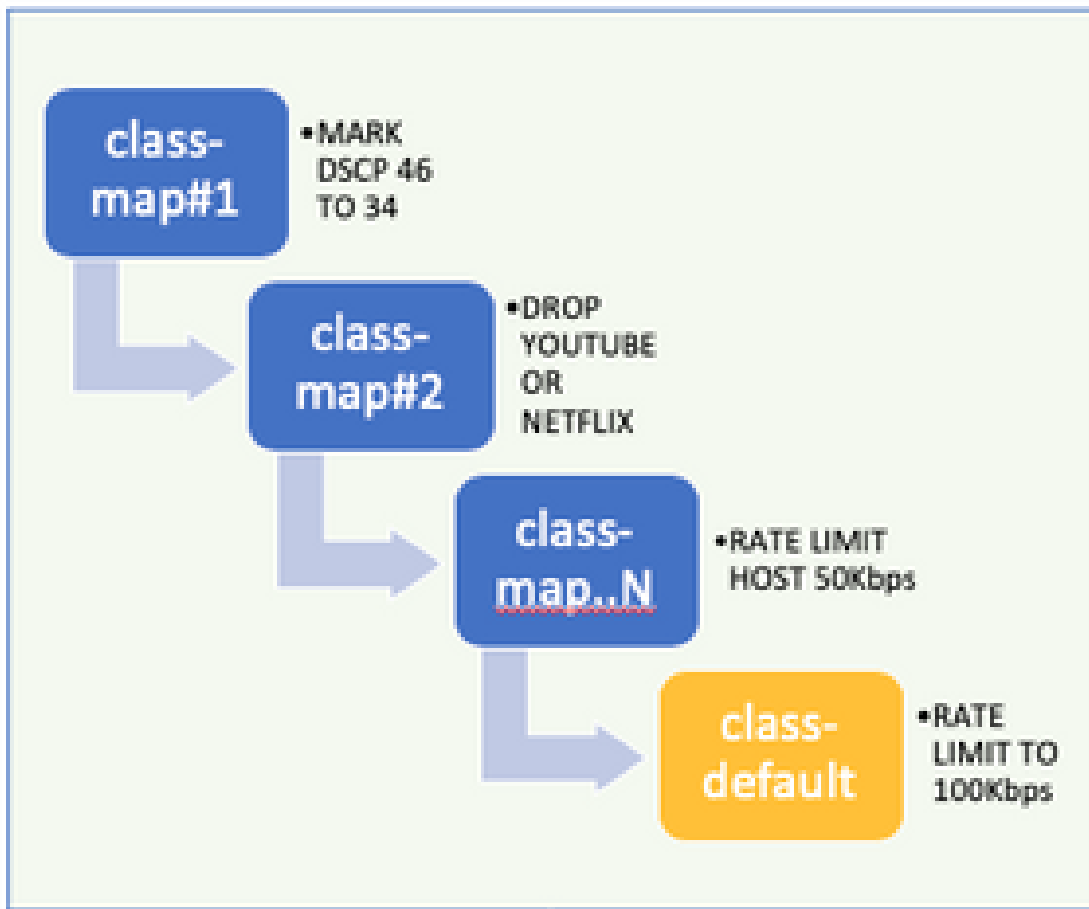 class-
map#1
•MARK
DSCP 46
TO 34
class-
map#2
•DROP
YOUTUBE
OR
NETFLIX
class-
map..N
•RATE LIMIT
HOST 50Kbps
class-
default
•RATE
LIMIT TO
100Kbps